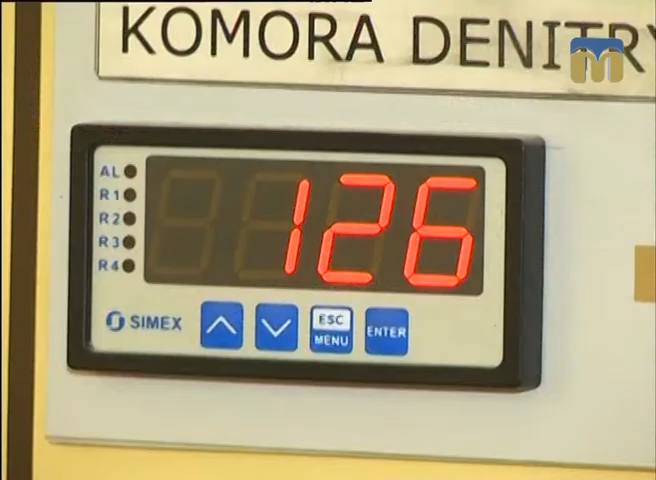 KOMORA DENITRY
AL
R1
R2
R3
R4
126
SIMEX
ESC
MENU
ENTER